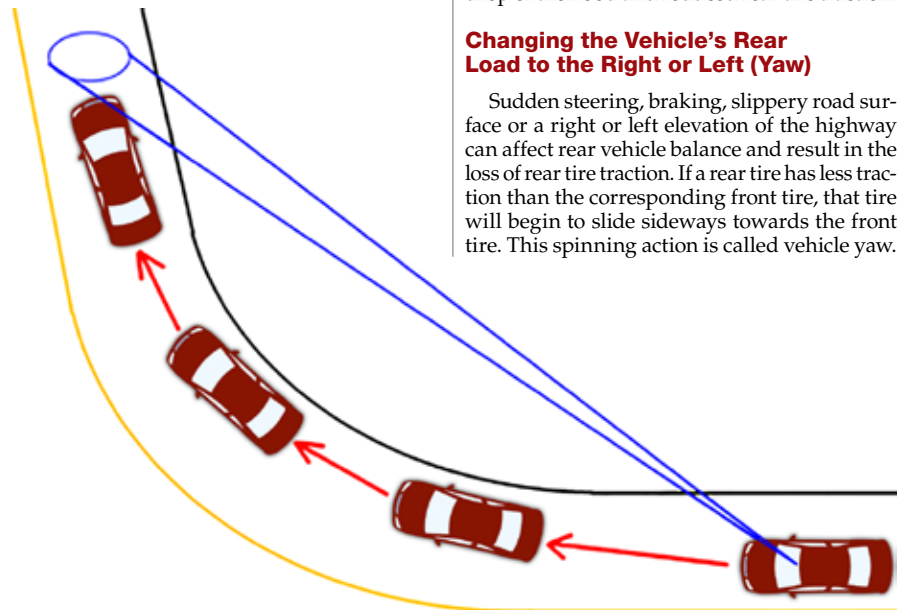 Changing the Vehicle’s Rear
Load to the Right or Left (Yaw)
Sudden steering, braking, slippery road sur-
face or a right or left elevation of the highway
can affect rear vehicle balance and result in the
loss of rear tire traction. If a rear tire has less trac-
tion than the corresponding front tire, that tire
will begin to slide sideways towards the front
tire. This spinning action is called vehicle yaw.